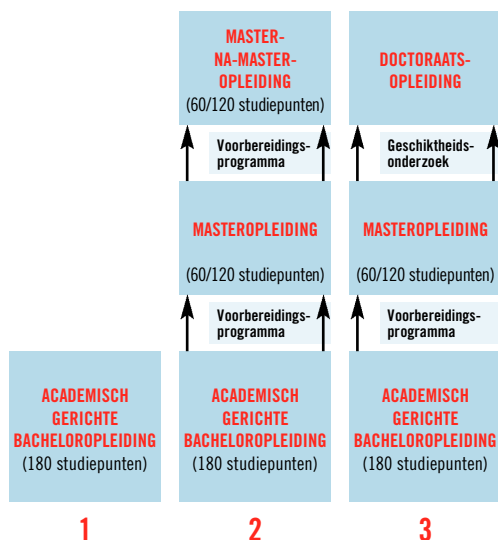 MASTER-
NA-MASTER-
OPLEIDING
(60/120 studiepunten)
DOCTORAATS-
OPLEIDING
Voorbereidings-
programma
Geschiktheids-
onderzoek
MASTEROPLEIDING
(60/120 studiepunten)
MASTEROPLEIDING
(60/120 studiepunten)
Voorbereidings-
programma
Voorbereidings-
programma
ACADEMISCH
GERICHTE
BACHELOROPLEIDING
(180 studiepunten)
ACADEMISCH
GERICHTE
BACHELOROPLEIDING
(180 studiepunten)
ACADEMISCH
GERICHTE
BACHELOROPLEIDING
(180 studiepunten)
1
2
3